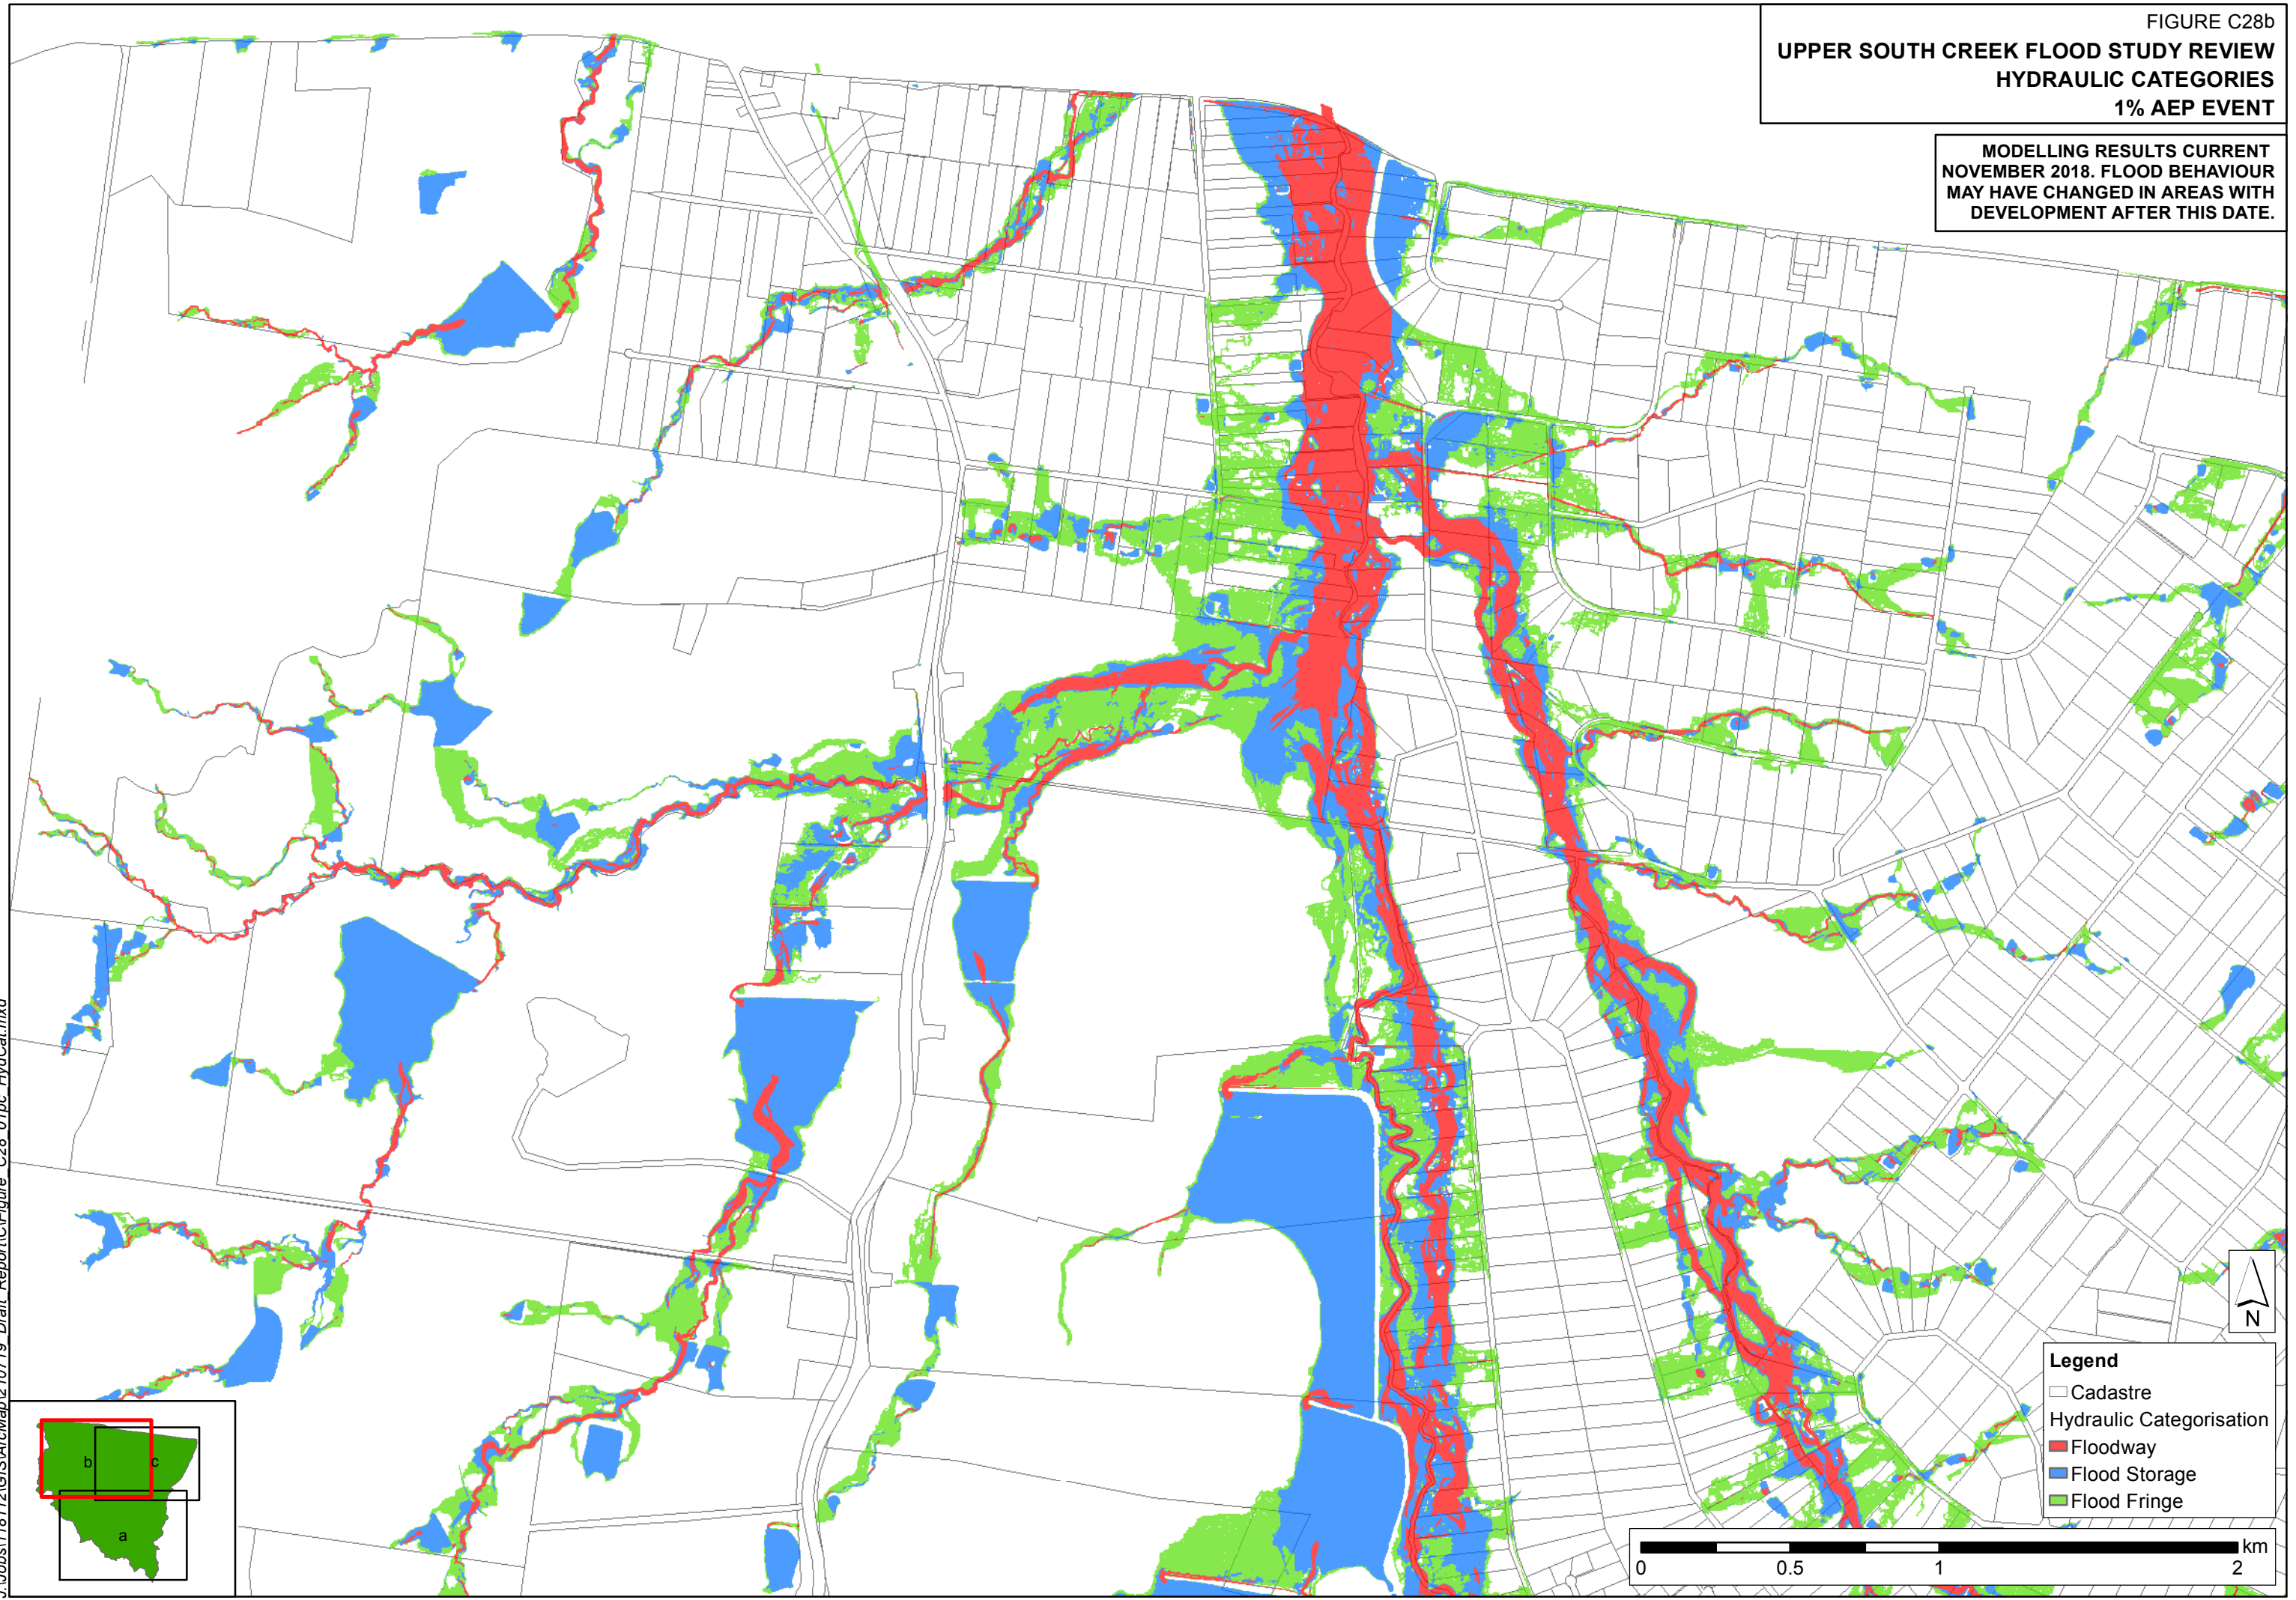 FIGURE C28b
UPPER SOUTH CREEK FLOOD STUDY REVIEW
HYDRAULIC CATEGORIES
1% AEP EVENT
MODELLING RESULTS CURRENT
NOVEMBER 2018. FLOOD BEHAVIOUR
MAY HAVE CHANGED IN AREAS WITH
DEVELOPMENT AFTER THIS DATE.
N
Legend
Cadastre
Hydraulic Categorisation
Floodway
Flood Storage
Flood Fringe
km
0 0.5 1 2
b c
a